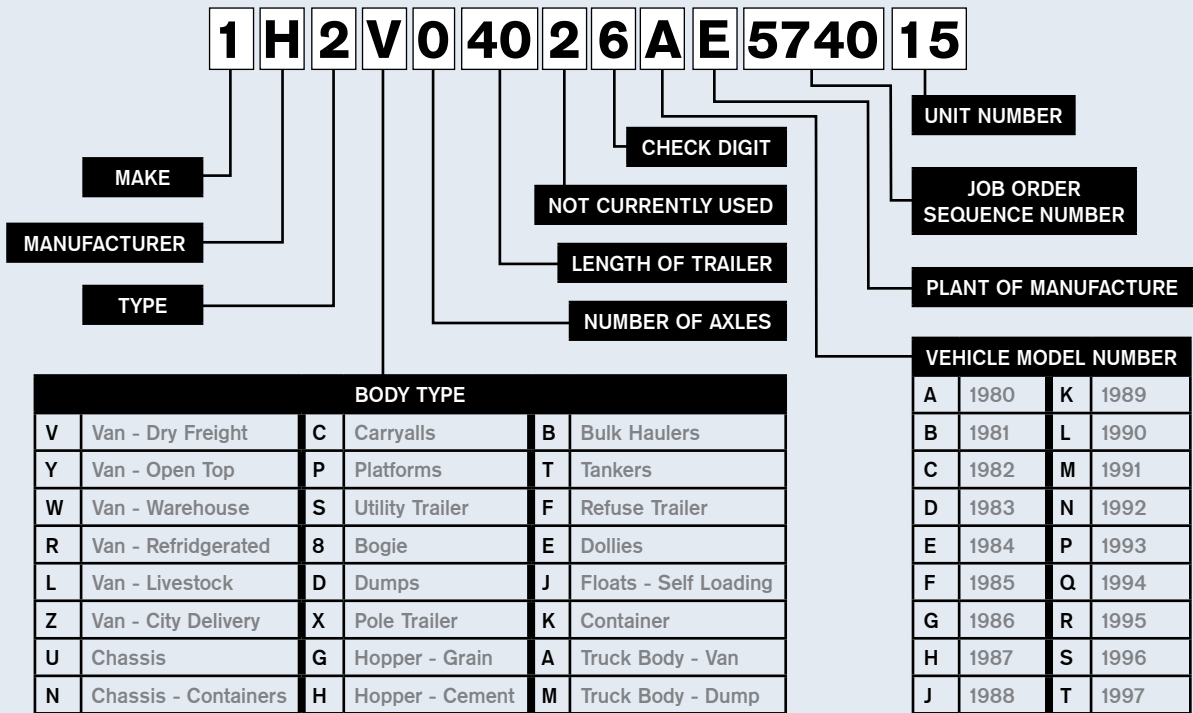 1 H 2 V 0 40 2 6 A E 5740 15
UNIT NUMBER
CHECK DIGIT
MAKE
JOB ORDER
SEQUENCE NUMBER
NOT CURRENTLY USED
MANUFACTURER
LENGTH OF TRAILER
PLANT OF MANUFACTURE
TYPE
NUMBER OF AXLES
VEHICLE MODEL NUMBER
A 1980 K 1989
B 1981 L 1990
C 1982 M 1991
D 1983 N 1992
E 1984 P 1993
F 1985 Q 1994
G 1986 R 1995
H 1987 S 1996
J 1988 T 1997
BODY TYPE
V Van - Dry Freight C Carryalls B Bulk Haulers
Y Van - Open Top P Platforms T Tankers
W Van - Warehouse S Utility Trailer F Refuse Trailer
R Van - Refridgerated 8 Bogie E Dollies
L Van - Livestock D Dumps J Floats - Self Loading
Z Van - City Delivery X Pole Trailer K Container
U Chassis G Hopper - Grain A Truck Body - Van
N Chassis - Containers H Hopper - Cement M Truck Body - Dump